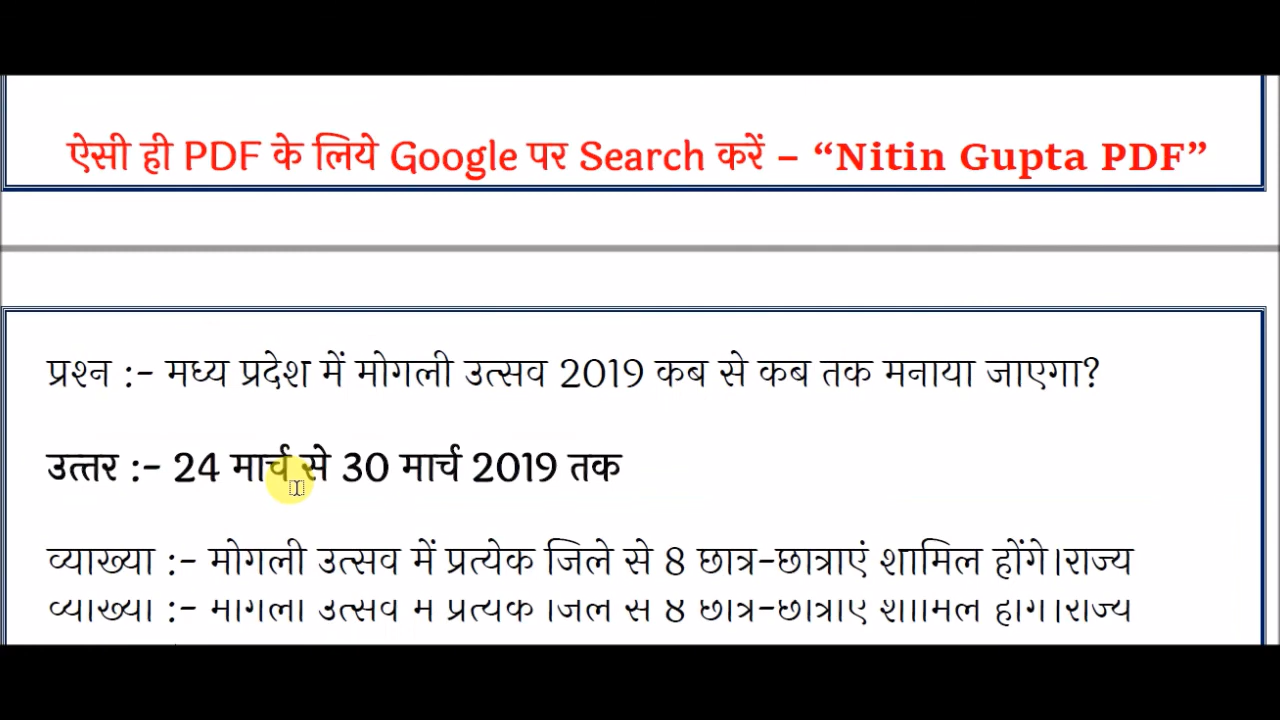 ऐसी ही PDF के लिये Google पर Search करें – “Nitin Gupta PDF”
प्रश्न :- मध्य प्रदेश में मोगली उत्सव 2019 कब से कब तक मनाया जाएगा?
उत्तर :- 24 मार्च से 30 मार्च 2019 तक
व्याख्या :- मोगली उत्सव में प्रत्येक जिले से 8 छात्र-छात्राएं शामिल होंगे।राज्य